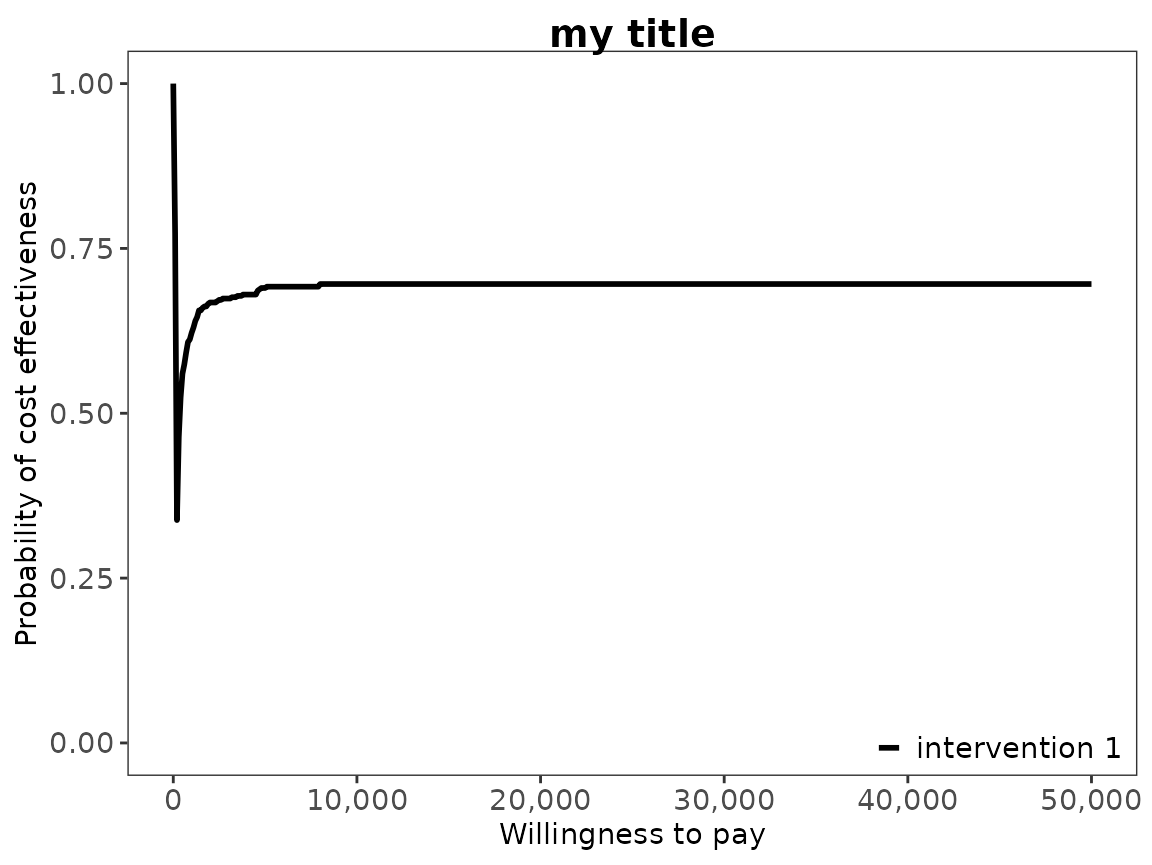 my title
Probability of cost effectiveness
1.00
0.75
0.50
0.25
0.00
intervention 1
0 10,000 20,000 30,000 40,000 50,000
Willingness to pay